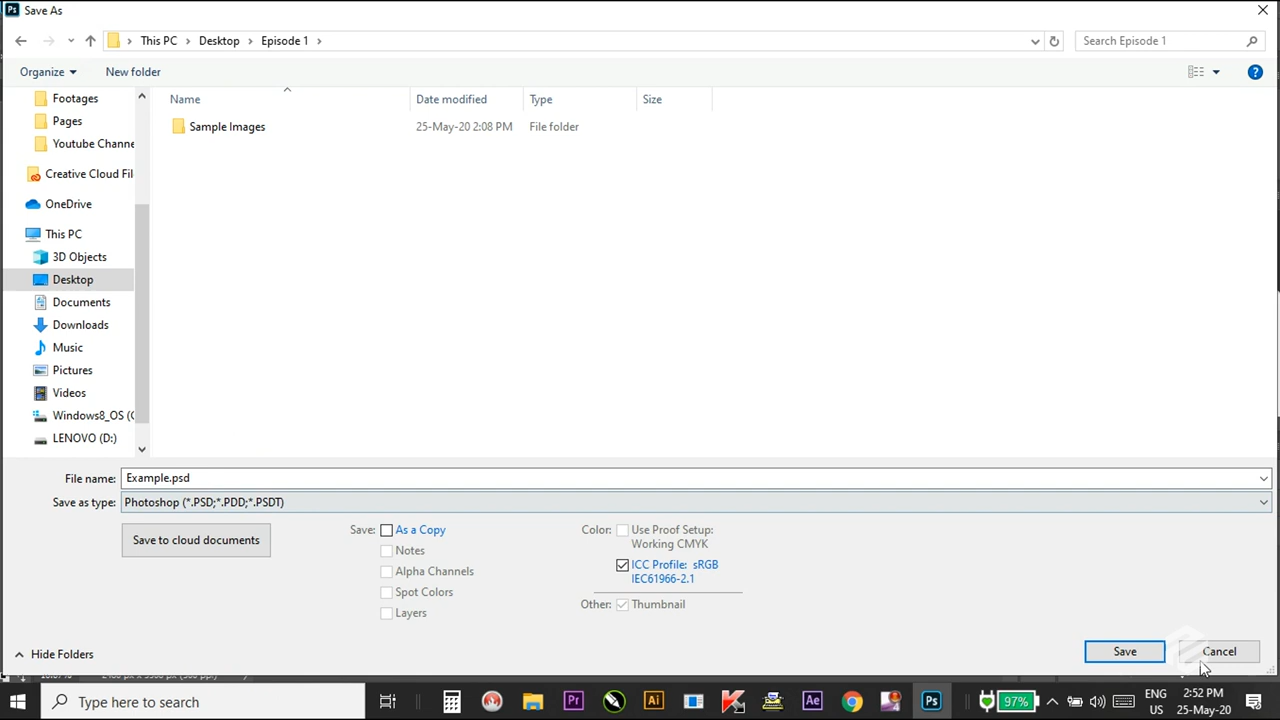 Ps Save As
This PC Desktop Episode 1
Search Episode 1
Organize New folder
Name Date modified Type Size
Sample Images 25-May-20 2:08 PM File folder
Footages
Pages
Youtube Channe
Creative Cloud Fil
OneDrive
This PC
3D Objects
Desktop
Documents
Downloads
Music
Pictures
Videos
Windows8_OS (C
LENOVO (D:)
File name: Example.psd
Save as type: Photoshop (*.PSD;*.PDD;*.PSDT)
Save to cloud documents
Save: As a Copy
Notes
Alpha Channels
Spot Colors
Layers
Color: Use Proof Setup:
Working CMYK
ICC Profile: sRGB
IEC61966-2.1
Other: Thumbnail
Hide Folders
Save Cancel
Type here to search
Pr Ai Ae Ps
97%
ENG
US
2:52 PM
25-May-20